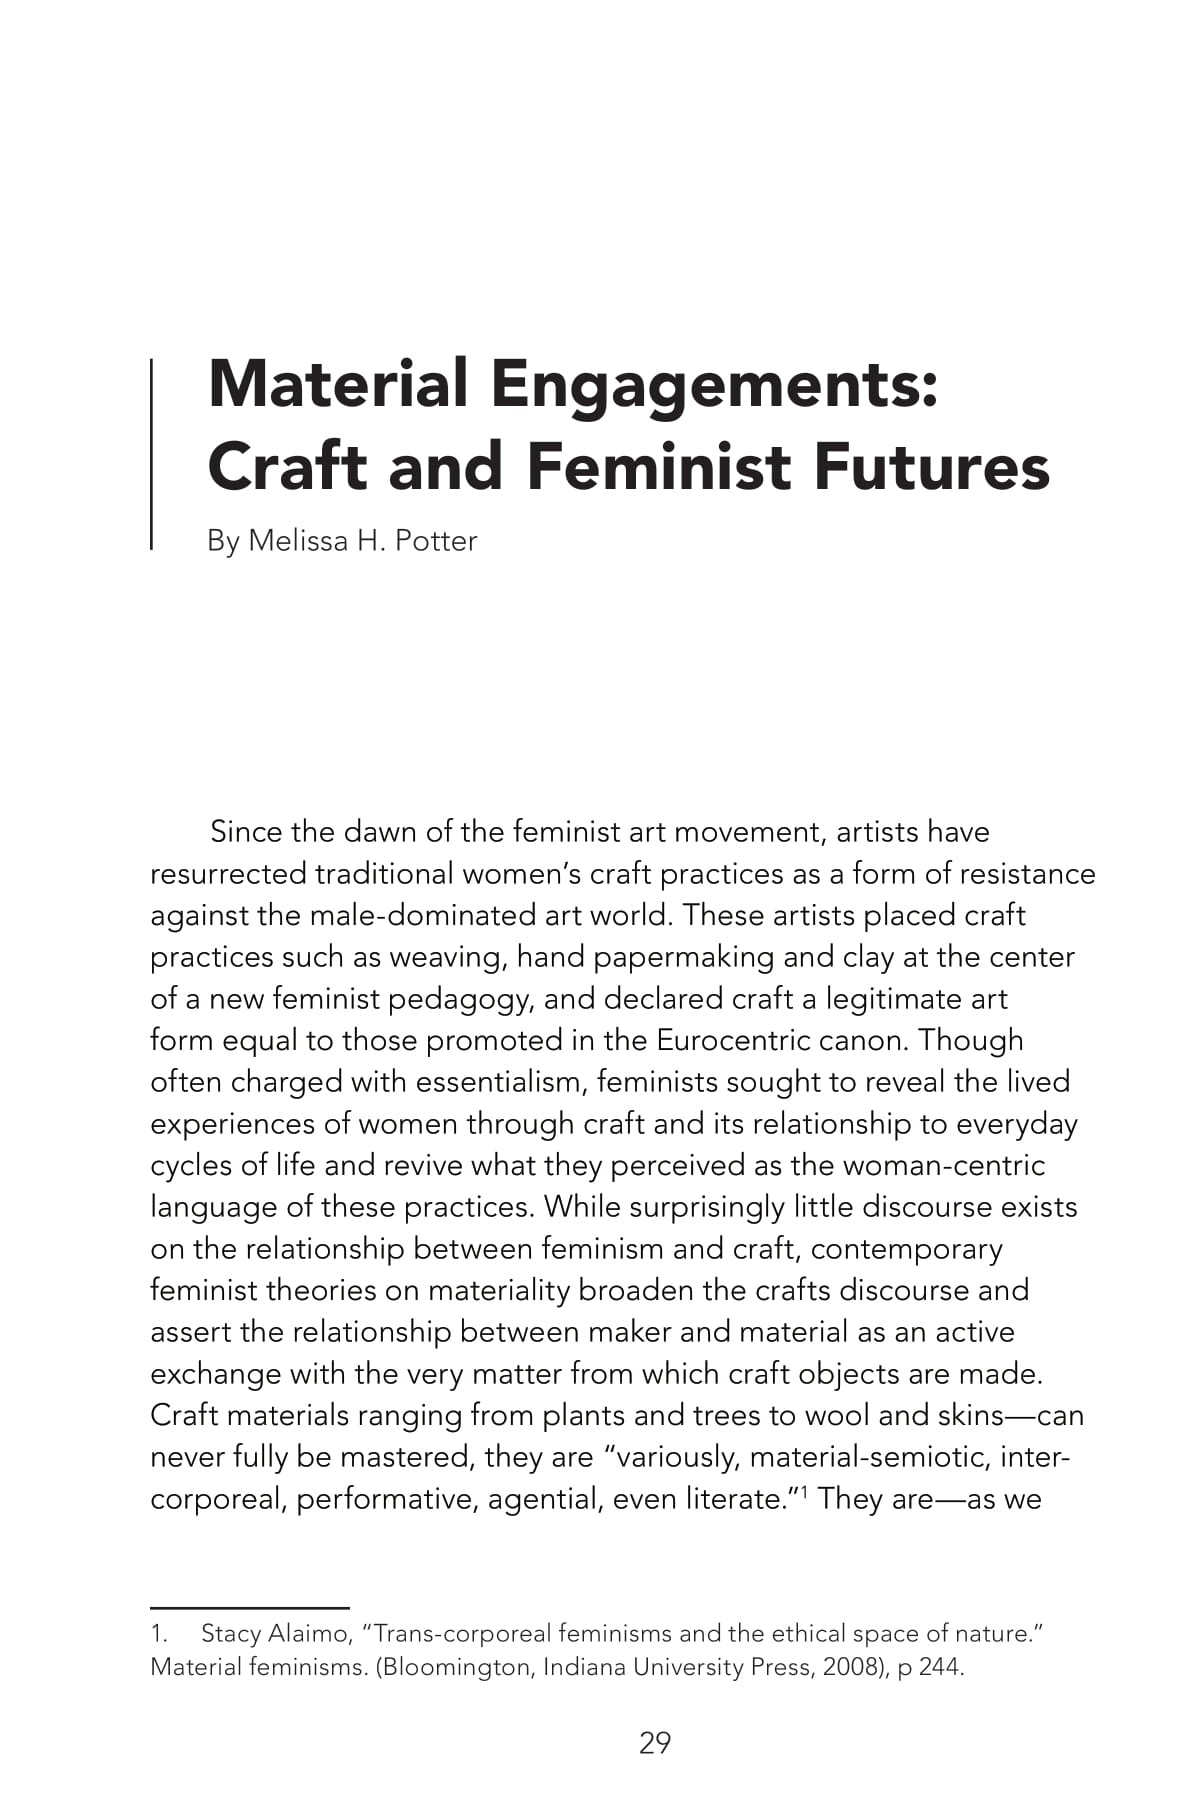 Material Engagements:
Craft and Feminist Futures
By Melissa H. Potter
Since the dawn of the feminist art movement, artists have
resurrected traditional women’s craft practices as a form of resistance
against the male-dominated art world. These artists placed craft
practices such as weaving, hand papermaking and clay at the center
of a new feminist pedagogy, and declared craft a legitimate art
form equal to those promoted in the Eurocentric canon. Though
often charged with essentialism, feminists sought to reveal the lived
experiences of women through craft and its relationship to everyday
cycles of life and revive what they perceived as the woman-centric
language of these practices. While surprisingly little discourse exists
on the relationship between feminism and craft, contemporary
feminist theories on materiality broaden the crafts discourse and
assert the relationship between maker and material as an active
exchange with the very matter from which craft objects are made.
Craft materials ranging from plants and trees to wool and skins—can
never fully be mastered, they are “variously, material-semiotic, inter-
corporeal, performative, agential, even literate.”¹ They are—as we
1. Stacy Alaimo, “Trans-corporeal feminisms and the ethical space of nature.”
Material feminisms. (Bloomington, Indiana University Press, 2008), p 244.
29